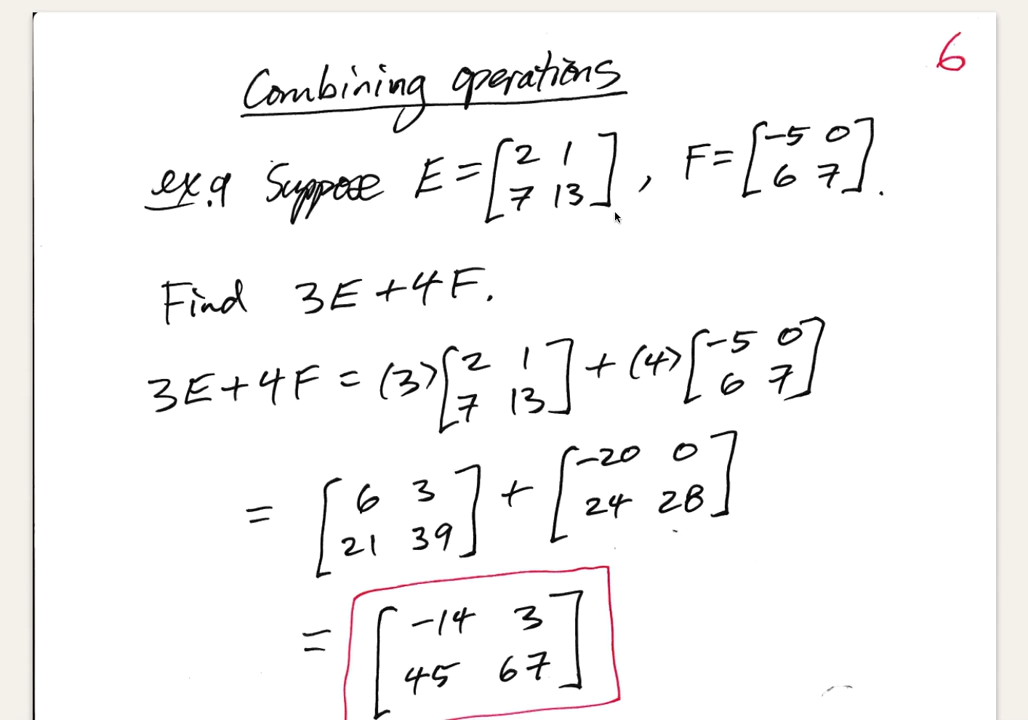 6
Combining operations
ex.9 Suppose E = [2 1; 7 13], F = [-5 0; 6 7].
Find 3E + 4F.
3E + 4F = (3)[2 1; 7 13] + (4)[-5 0; 6 7]
= [6 3; 21 39] + [-20 0; 24 28]
= [-14 3; 45 67]